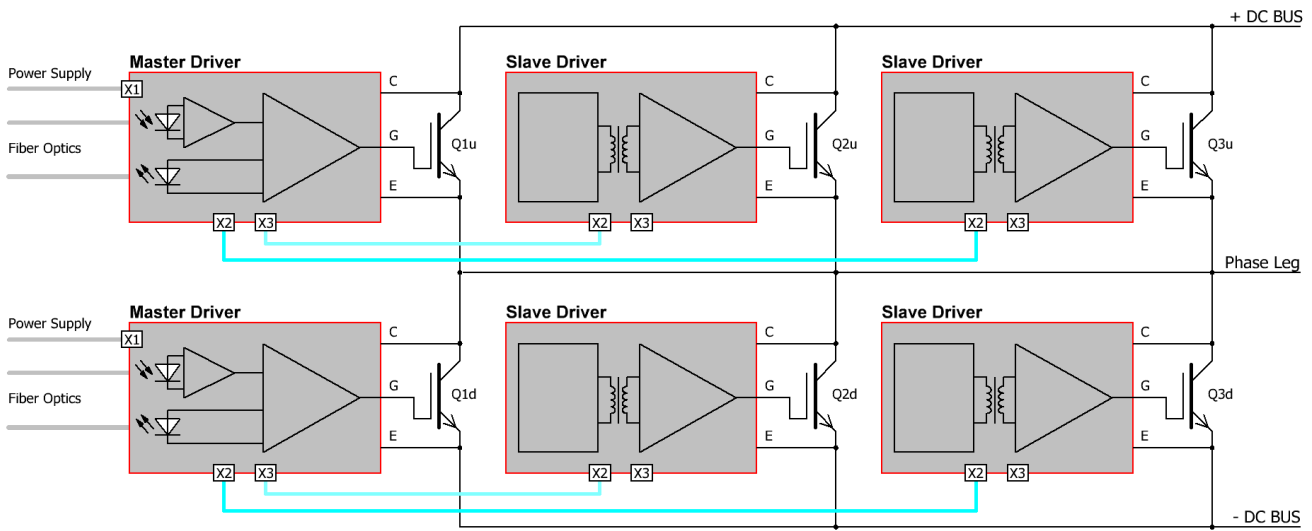 + DC BUS
Master Driver
Slave Driver
Slave Driver
Power Supply
X1
C
C
C
Fiber Optics
G
Q1u
G
Q2u
G
Q3u
E
E
E
X2
X3
X2
X3
X2
X3
Phase Leg
Master Driver
Slave Driver
Slave Driver
Power Supply
X1
C
C
C
Fiber Optics
G
Q1d
G
Q2d
G
Q3d
E
E
E
X2
X3
X2
X3
X2
X3
- DC BUS